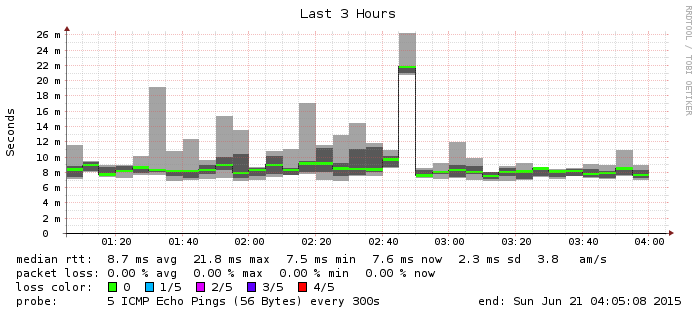 Last 3 Hours
RRDTOOL / TOBI OETIKER
Seconds
26 m
24 m
22 m
20 m
18 m
16 m
14 m
12 m
10 m
8 m
6 m
4 m
2 m
0
01:20 01:40 02:00 02:20 02:40 03:00 03:20 03:40 04:00
median rtt: 8.7 ms avg 21.8 ms max 7.5 ms min 7.6 ms now 2.3 ms sd 3.8 am/s
packet loss: 0.00 % avg 0.00 % max 0.00 % min 0.00 % now
loss color: 0 1/5 2/5 3/5 4/5
probe: 5 ICMP Echo Pings (56 Bytes) every 300s end: Sun Jun 21 04:05:08 2015